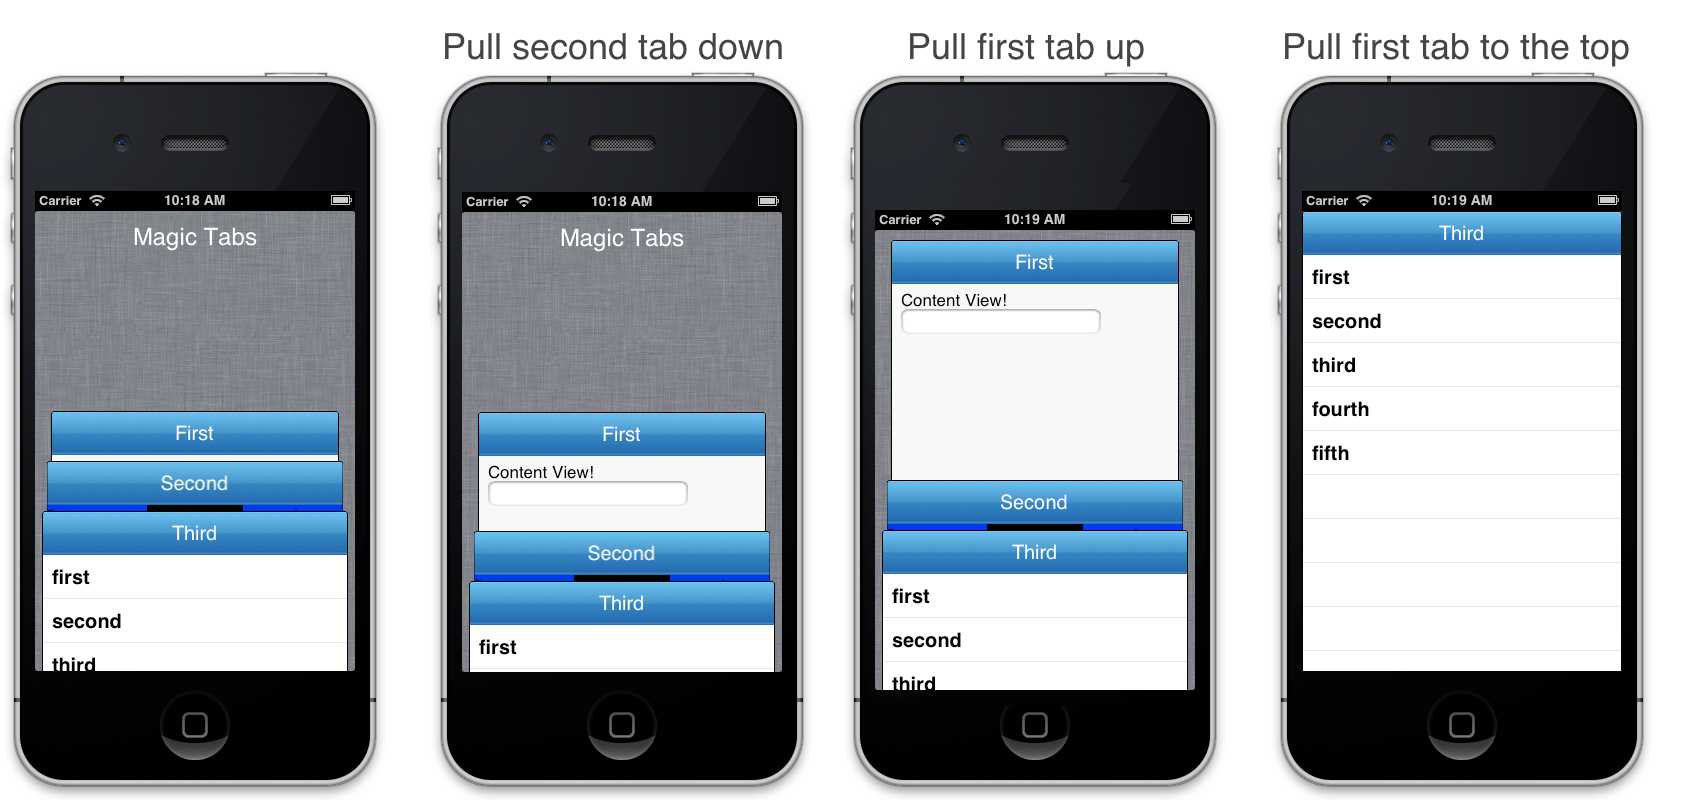 Pull second tab down
Pull first tab up
Pull first tab to the top
Carrier 10:18 AM
Magic Tabs
First
Second
Third
first
second
third
Carrier 10:18 AM
Magic Tabs
First
Content View!
Second
Third
first
Carrier 10:19 AM
First
Content View!
Second
Third
first
second
third
Carrier 10:19 AM
Third
first
second
third
fourth
fifth